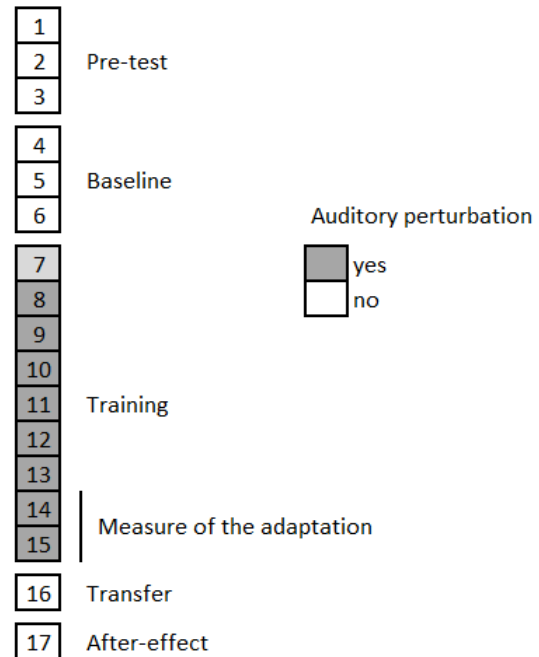 1
2 Pre-test
3
4
5 Baseline
6
Auditory perturbation
7 yes
8 no
9
10
11 Training
12
13
14
Measure of the adaptation
15
16 Transfer
17 After-effect